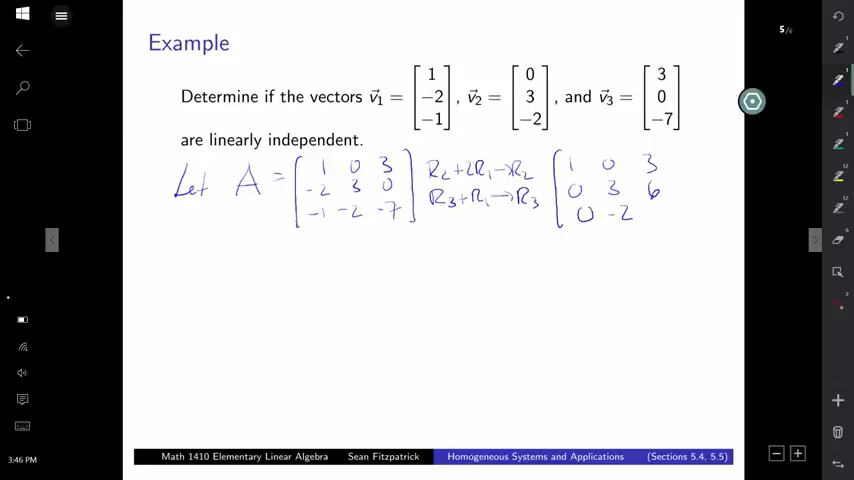 5/6
Example
Determine if the vectors v⃗₁ = [1 −2 −1], v⃗₂ = [0 3 −2], and v⃗₃ = [3 0 −7]
are linearly independent.
Let A = [1 0 3
-2 3 0
-1 -2 -7] R₂+2R₁→R₂
R₃+R₁→R₃
[1 0 3
0 3 6
0 -2
3:46 PM
Math 1410 Elementary Linear Algebra Sean Fitzpatrick Homogeneous Systems and Applications (Sections 5.4, 5.5)